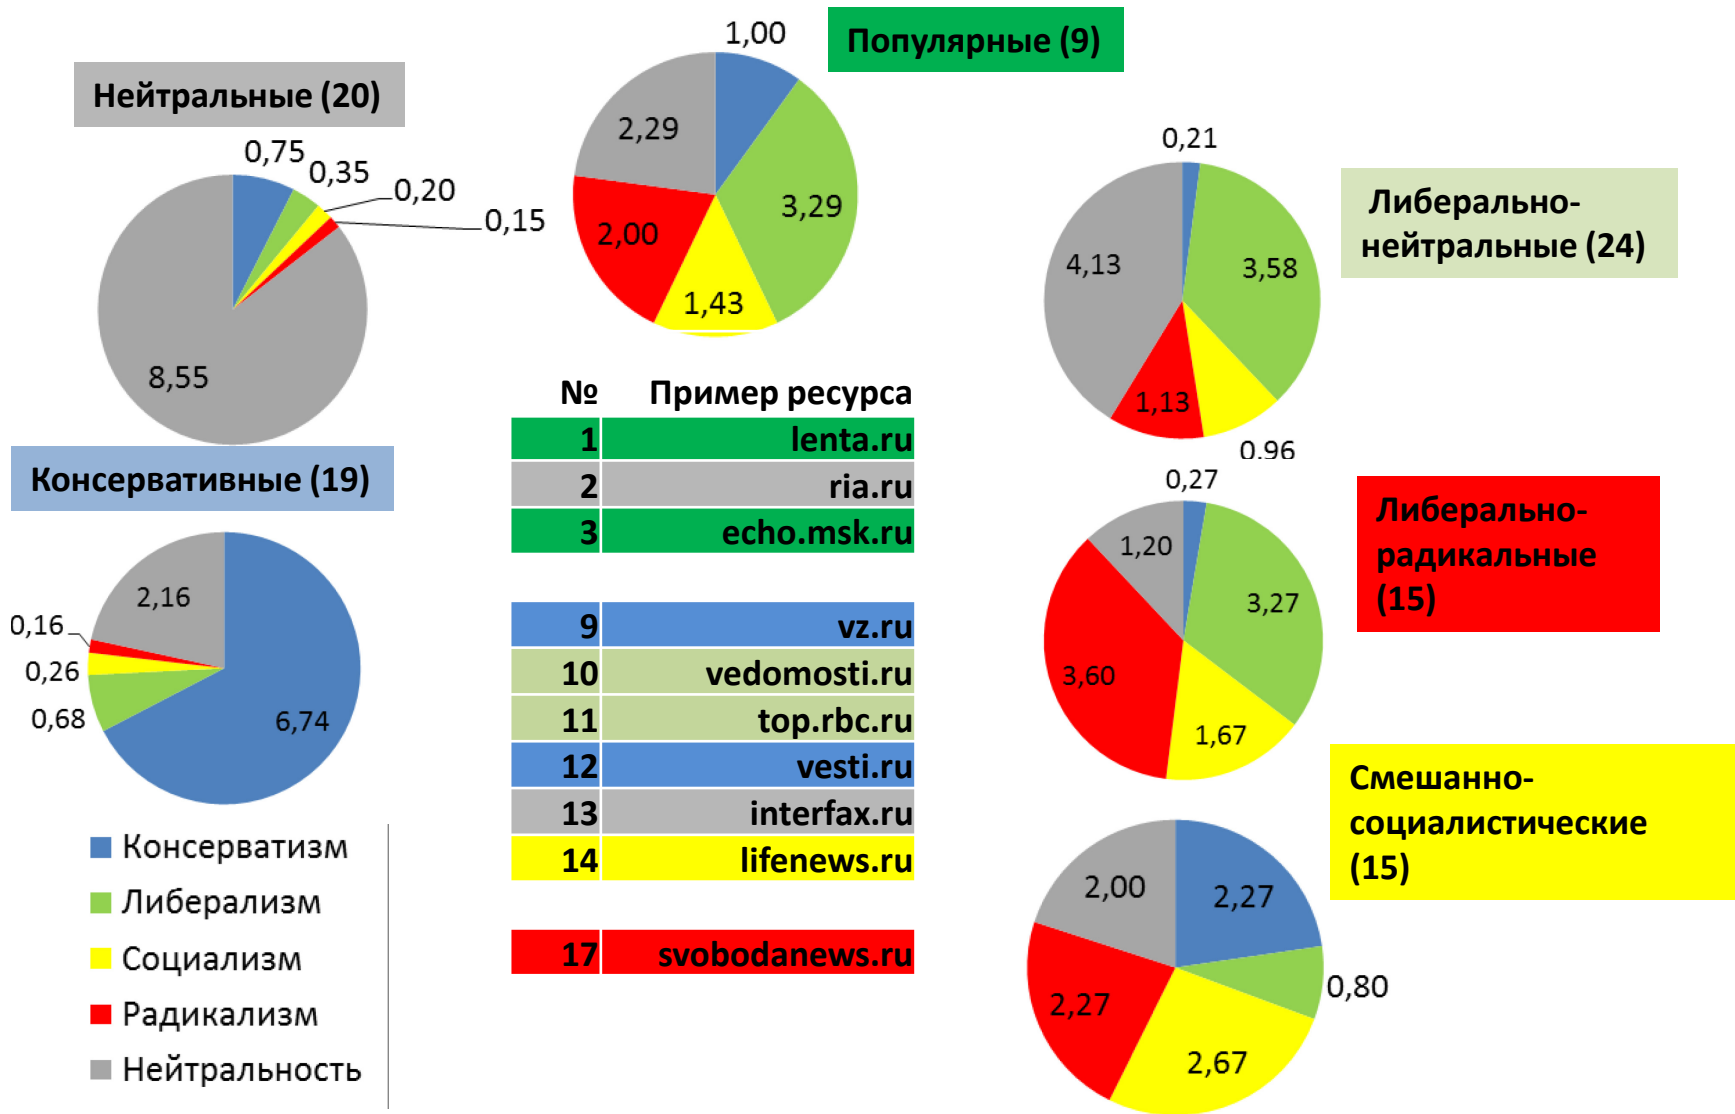 Популярные (9)
1,00
3,29
1,43
2,00
2,29
Нейтральные (20)
0,75
0,35
0,20
0,15
8,55
Либерально-
нейтральные (24)
0,21
3,58
0,96
1,13
4,13
Консервативные (19)
6,74
0,68
0,26
0,16
2,16
№ Пример ресурса
1 lenta.ru
2 ria.ru
3 echo.msk.ru
9 vz.ru
10 vedomosti.ru
11 top.rbc.ru
12 vesti.ru
13 interfax.ru
14 lifenews.ru
17 svobodanews.ru
Либерально-
радикальные
(15)
0,27
3,27
1,67
3,60
1,20
Смешанно-
социалистические
(15)
2,27
0,80
2,67
2,27
2,00
Консерватизм
Либерализм
Социализм
Радикализм
Нейтральность